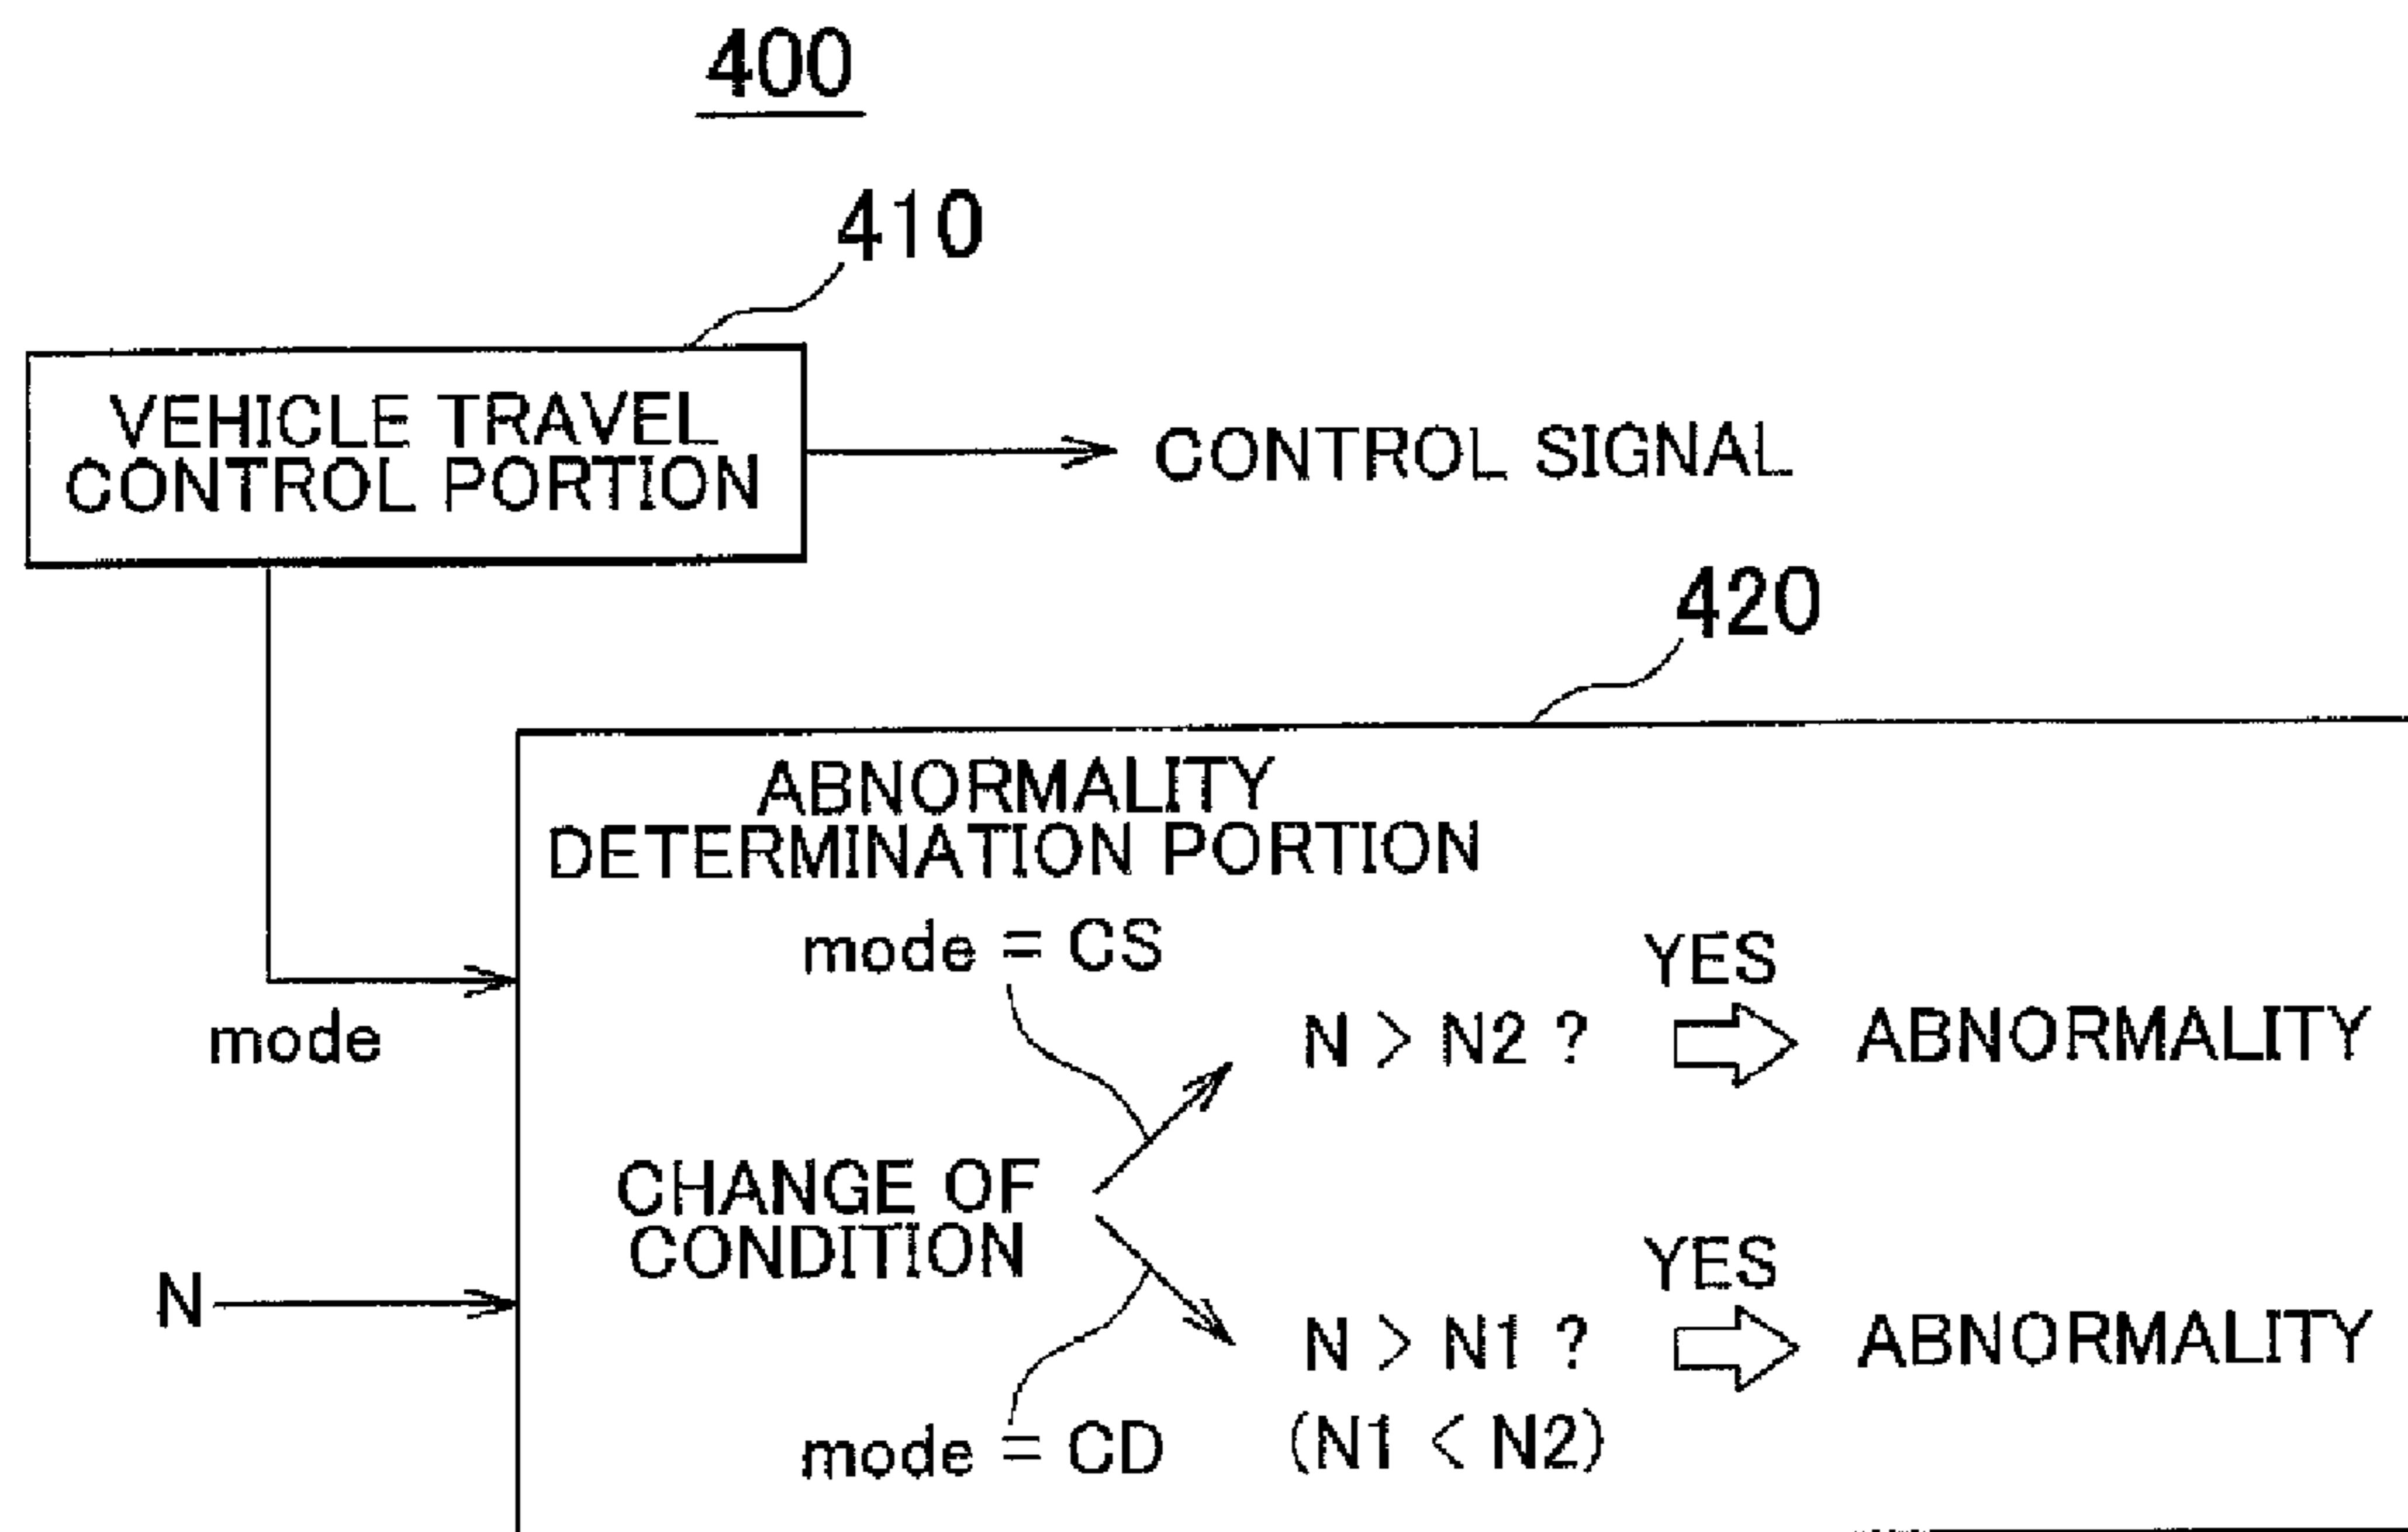 400
410
VEHICLE TRAVEL
CONTROL PORTION
CONTROL SIGNAL
420
ABNORMALITY
DETERMINATION PORTION
mode = CS
mode
N > N2 ?
YES
ABNORMALITY
CHANGE OF
CONDITION
N
N > N1 ?
YES
ABNORMALITY
mode = CD
(N1 < N2)